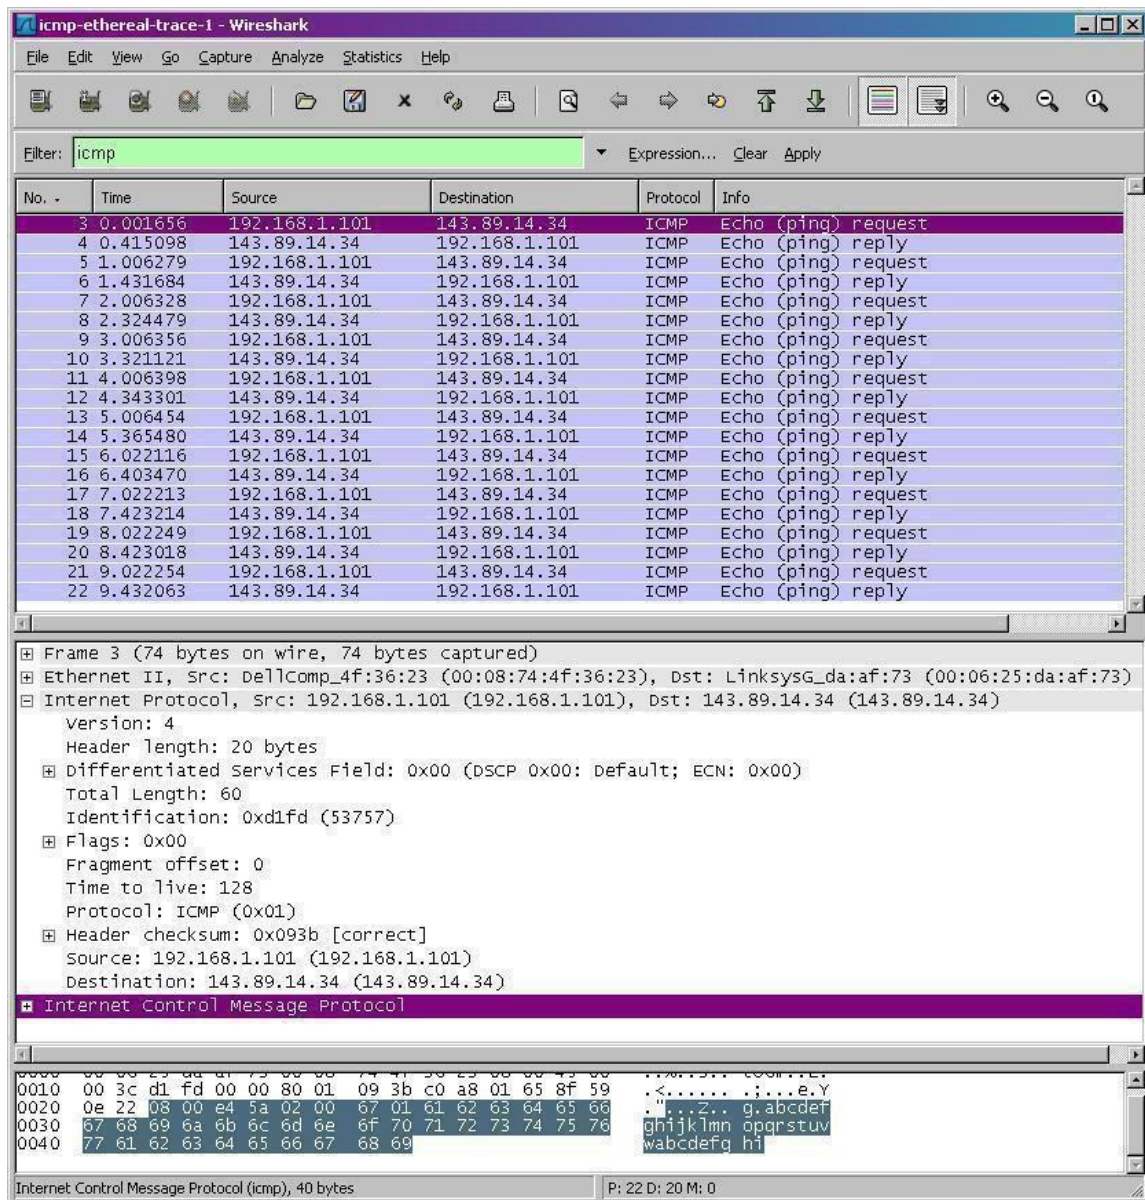 icmp-ethereal-trace-1 - Wireshark
File Edit View Go Capture Analyze Statistics Help
Filter: icmp Expression... Clear Apply
No. Time Source Destination Protocol Info
3 0.001656 192.168.1.101 143.89.14.34 ICMP Echo (ping) request
4 0.415098 143.89.14.34 192.168.1.101 ICMP Echo (ping) reply
5 1.006279 192.168.1.101 143.89.14.34 ICMP Echo (ping) request
6 1.431684 143.89.14.34 192.168.1.101 ICMP Echo (ping) reply
7 2.006328 192.168.1.101 143.89.14.34 ICMP Echo (ping) request
8 2.324479 143.89.14.34 192.168.1.101 ICMP Echo (ping) reply
9 3.006356 192.168.1.101 143.89.14.34 ICMP Echo (ping) request
10 3.321121 143.89.14.34 192.168.1.101 ICMP Echo (ping) reply
11 4.006398 192.168.1.101 143.89.14.34 ICMP Echo (ping) request
12 4.343301 143.89.14.34 192.168.1.101 ICMP Echo (ping) reply
13 5.006454 192.168.1.101 143.89.14.34 ICMP Echo (ping) request
14 5.365480 143.89.14.34 192.168.1.101 ICMP Echo (ping) reply
15 6.022116 192.168.1.101 143.89.14.34 ICMP Echo (ping) request
16 6.403470 143.89.14.34 192.168.1.101 ICMP Echo (ping) reply
17 7.022213 192.168.1.101 143.89.14.34 ICMP Echo (ping) request
18 7.423214 143.89.14.34 192.168.1.101 ICMP Echo (ping) reply
19 8.022249 192.168.1.101 143.89.14.34 ICMP Echo (ping) request
20 8.423018 143.89.14.34 192.168.1.101 ICMP Echo (ping) reply
21 9.022254 192.168.1.101 143.89.14.34 ICMP Echo (ping) request
22 9.432063 143.89.14.34 192.168.1.101 ICMP Echo (ping) reply
Frame 3 (74 bytes on wire, 74 bytes captured)
Ethernet II, Src: DellComp_4f:36:23 (00:08:74:4f:36:23), Dst: LinksysG_da:af:73 (00:06:25:da:af:73)
Internet Protocol, Src: 192.168.1.101 (192.168.1.101), Dst: 143.89.14.34 (143.89.14.34)
Version: 4
Header length: 20 bytes
Differentiated Services Field: 0x00 (DSCP 0x00: Default; ECN: 0x00)
Total Length: 60
Identification: 0xd1fd (53757)
Flags: 0x00
Fragment offset: 0
Time to live: 128
Protocol: ICMP (0x01)
Header checksum: 0x093b [correct]
Source: 192.168.1.101 (192.168.1.101)
Destination: 143.89.14.34 (143.89.14.34)
Internet Control Message Protocol
0010 00 3c d1 fd 00 00 80 01 09 3b c0 a8 01 65 8f 59 .<...... .;...e.Y
0020 0e 22 08 00 e4 5a 02 00 67 01 61 62 63 64 65 66 ."...Z.. g.abcdef
0030 67 68 69 6a 6b 6c 6d 6e 6f 70 71 72 73 74 75 76 ghijklmn opqrstuv
0040 77 61 62 63 64 65 66 67 68 69 wabcdefg hi
Internet Control Message Protocol (icmp), 40 bytes P: 22 D: 20 M: 0